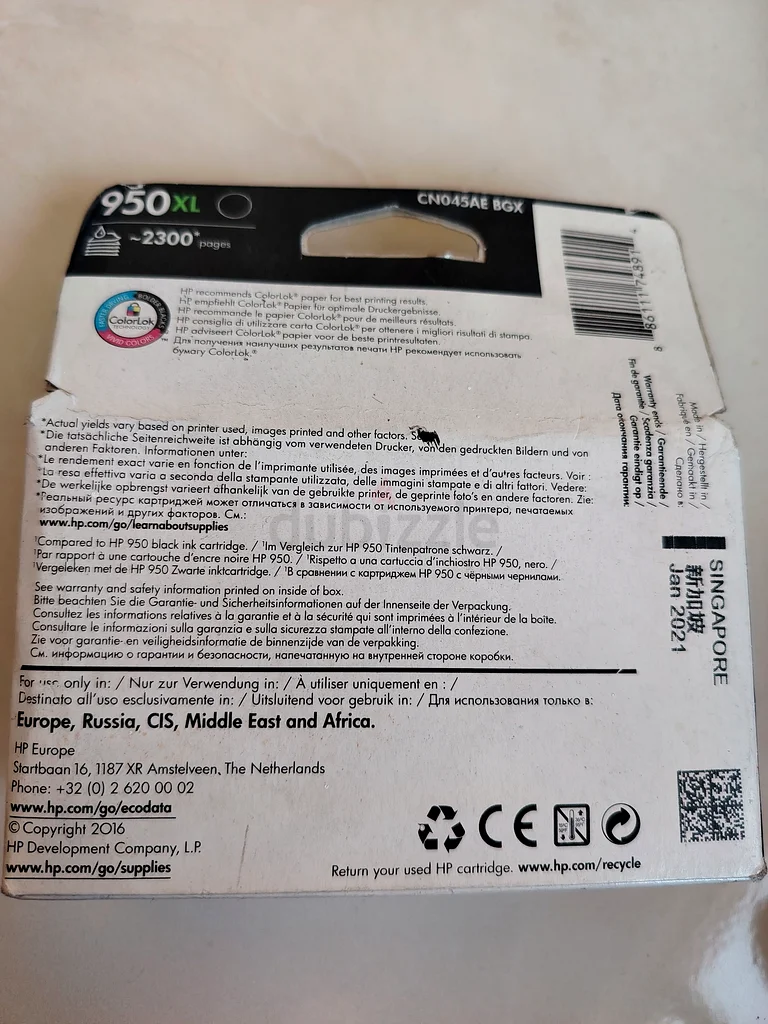 950XL
~2300* pages
CN045AE BGX
ColorLok
TECHNOLOGY
FASTER DRYING
BOLDER BLACKS
VIVID COLORS
HP recommends ColorLok® paper for best printing results.
HP empfiehlt ColorLok® Papier für optimale Druckergebnisse.
HP recommande le papier ColorLok® pour de meilleurs résultats.
HP consiglia di utilizzare carta ColorLok® per ottenere i migliori risultati di stampa.
HP adviseert ColorLok® papier voor de beste printresultaten.
Для получения наилучших результатов печати HP рекомендует использовать
бумагу ColorLok.®
*Actual yields vary based on printer used, images printed and other factors.
*Die tatsächliche Seitenreichweite ist abhängig vom verwendeten Drucker, von den gedruckten Bildern und von
anderen Faktoren. Informationen unter:
*Le rendement exact varie en fonction de l'imprimante utilisée, des images imprimées et d'autres facteurs. Voir :
*La resa effettiva varia a seconda della stampante utilizzata, delle immagini stampate e di altri fattori. Vedere:
*De werkelijke opbrengst varieert afhankelijk van de gebruikte printer, de geprinte foto's en andere factoren. Zie:
*Реальный ресурс картриджей может отличаться в зависимости от используемого принтера, печатаемых
изображений и других факторов. См.:
www.hp.com/go/learnaboutsupplies
¹Compared to HP 950 black ink cartridge. / ¹Im Vergleich zur HP 950 Tintenpatrone schwarz. /
¹Par rapport à une cartouche d'encre noire HP 950. / ¹Rispetto a una cartuccia d'inchiostro HP 950, nero. /
¹Vergeleken met de HP 950 Zwarte inktcartridge. / ¹В сравнении с картриджем HP 950 с чёрными чернилами.
See warranty and safety information printed on inside of box.
Bitte beachten Sie die Garantie- und Sicherheitsinformationen auf der Innenseite der Verpackung.
Consultez les informations relatives à la garantie et à la sécurité qui sont imprimées à l'intérieur de la boîte.
Consultare le informazioni sulla garanzia e sulla sicurezza stampate all'interno della confezione.
Zie voor garantie- en veiligheidsinformatie de binnenzijde van de verpakking.
См. информацию о гарантии и безопасности, напечатанную на внутренней стороне коробки.
For use only in: / Nur zur Verwendung in: / À utiliser uniquement en : /
Destinato all'uso esclusivamente in: / Uitsluitend voor gebruik in: / Для использования только в:
Europe, Russia, CIS, Middle East and Africa.
HP Europe
Startbaan 16, 1187 XR Amstelveen, The Netherlands
Phone: +32 (0) 2 620 00 02
www.hp.com/go/ecodata
© Copyright 2016
HP Development Company, L.P.
www.hp.com/go/supplies
Return your used HP cartridge. www.hp.com/recycle
CE
Made in / Hergestellt in /
Fabriqué en / Gemaakt in /
Сделано в:
Warranty ends / Garantieende /
Fin de garantie / Scadenza garanzia /
Garantie eindigt op /
Дата окончания гарантии:
SINGAPORE
新加坡
Jan 2021
dubizzle